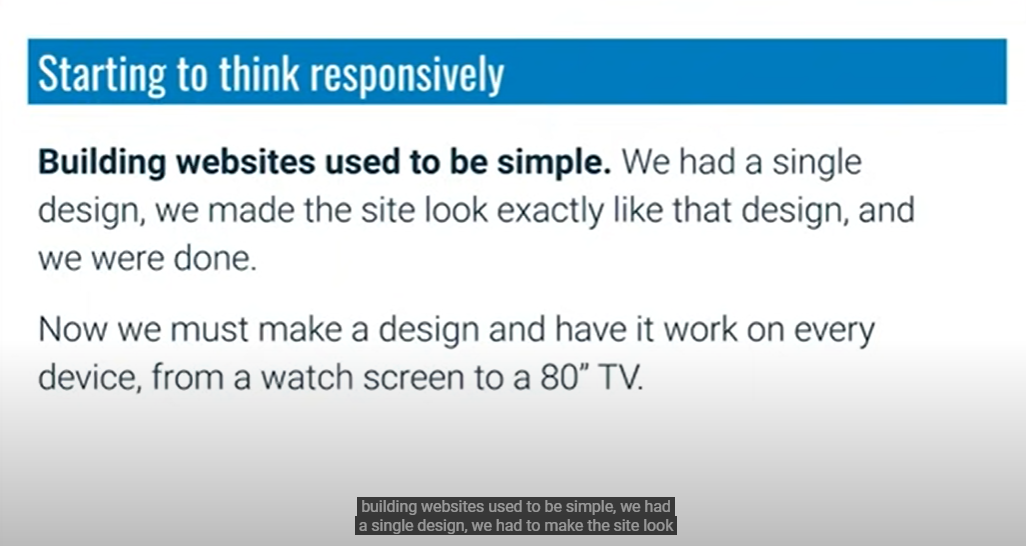 Starting to think responsively
Building websites used to be simple. We had a single
design, we made the site look exactly like that design, and
we were done.
Now we must make a design and have it work on every
device, from a watch screen to a 80” TV.
building websites used to be simple, we had
a single design, we had to make the site look